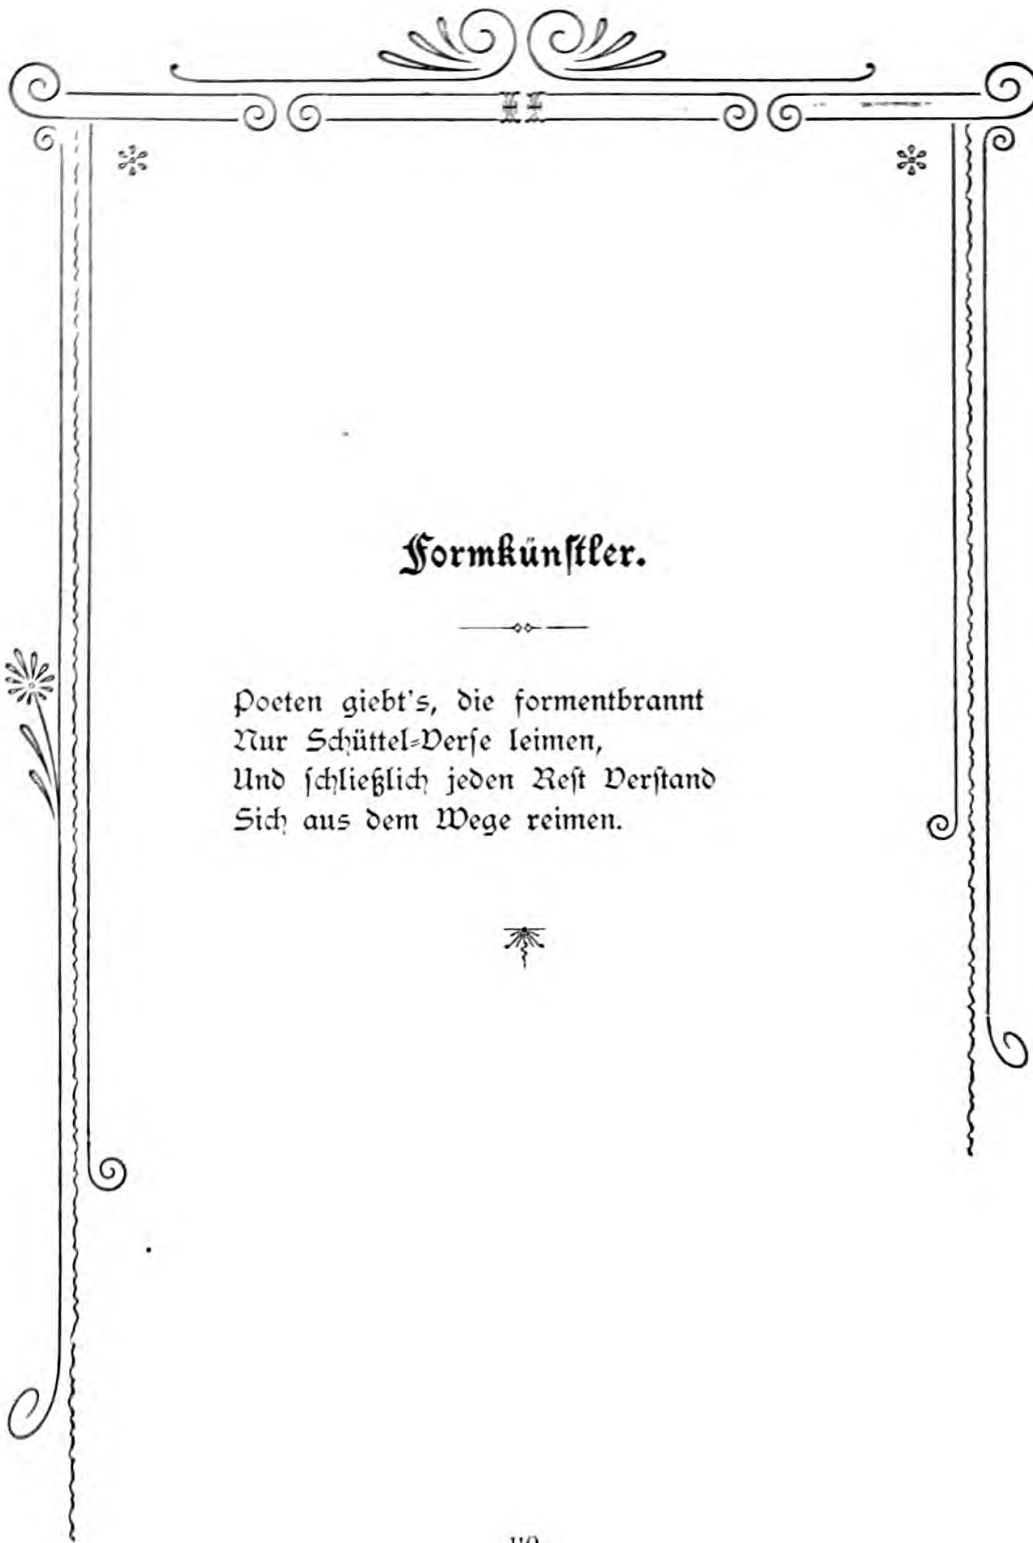 Formkünſtler.
Poeten giebt's, die formentbrannt
Nur Schüttel-Verſe leimen,
Und ſchließlich jeden Reſt Verſtand
Sich aus dem Wege reimen.